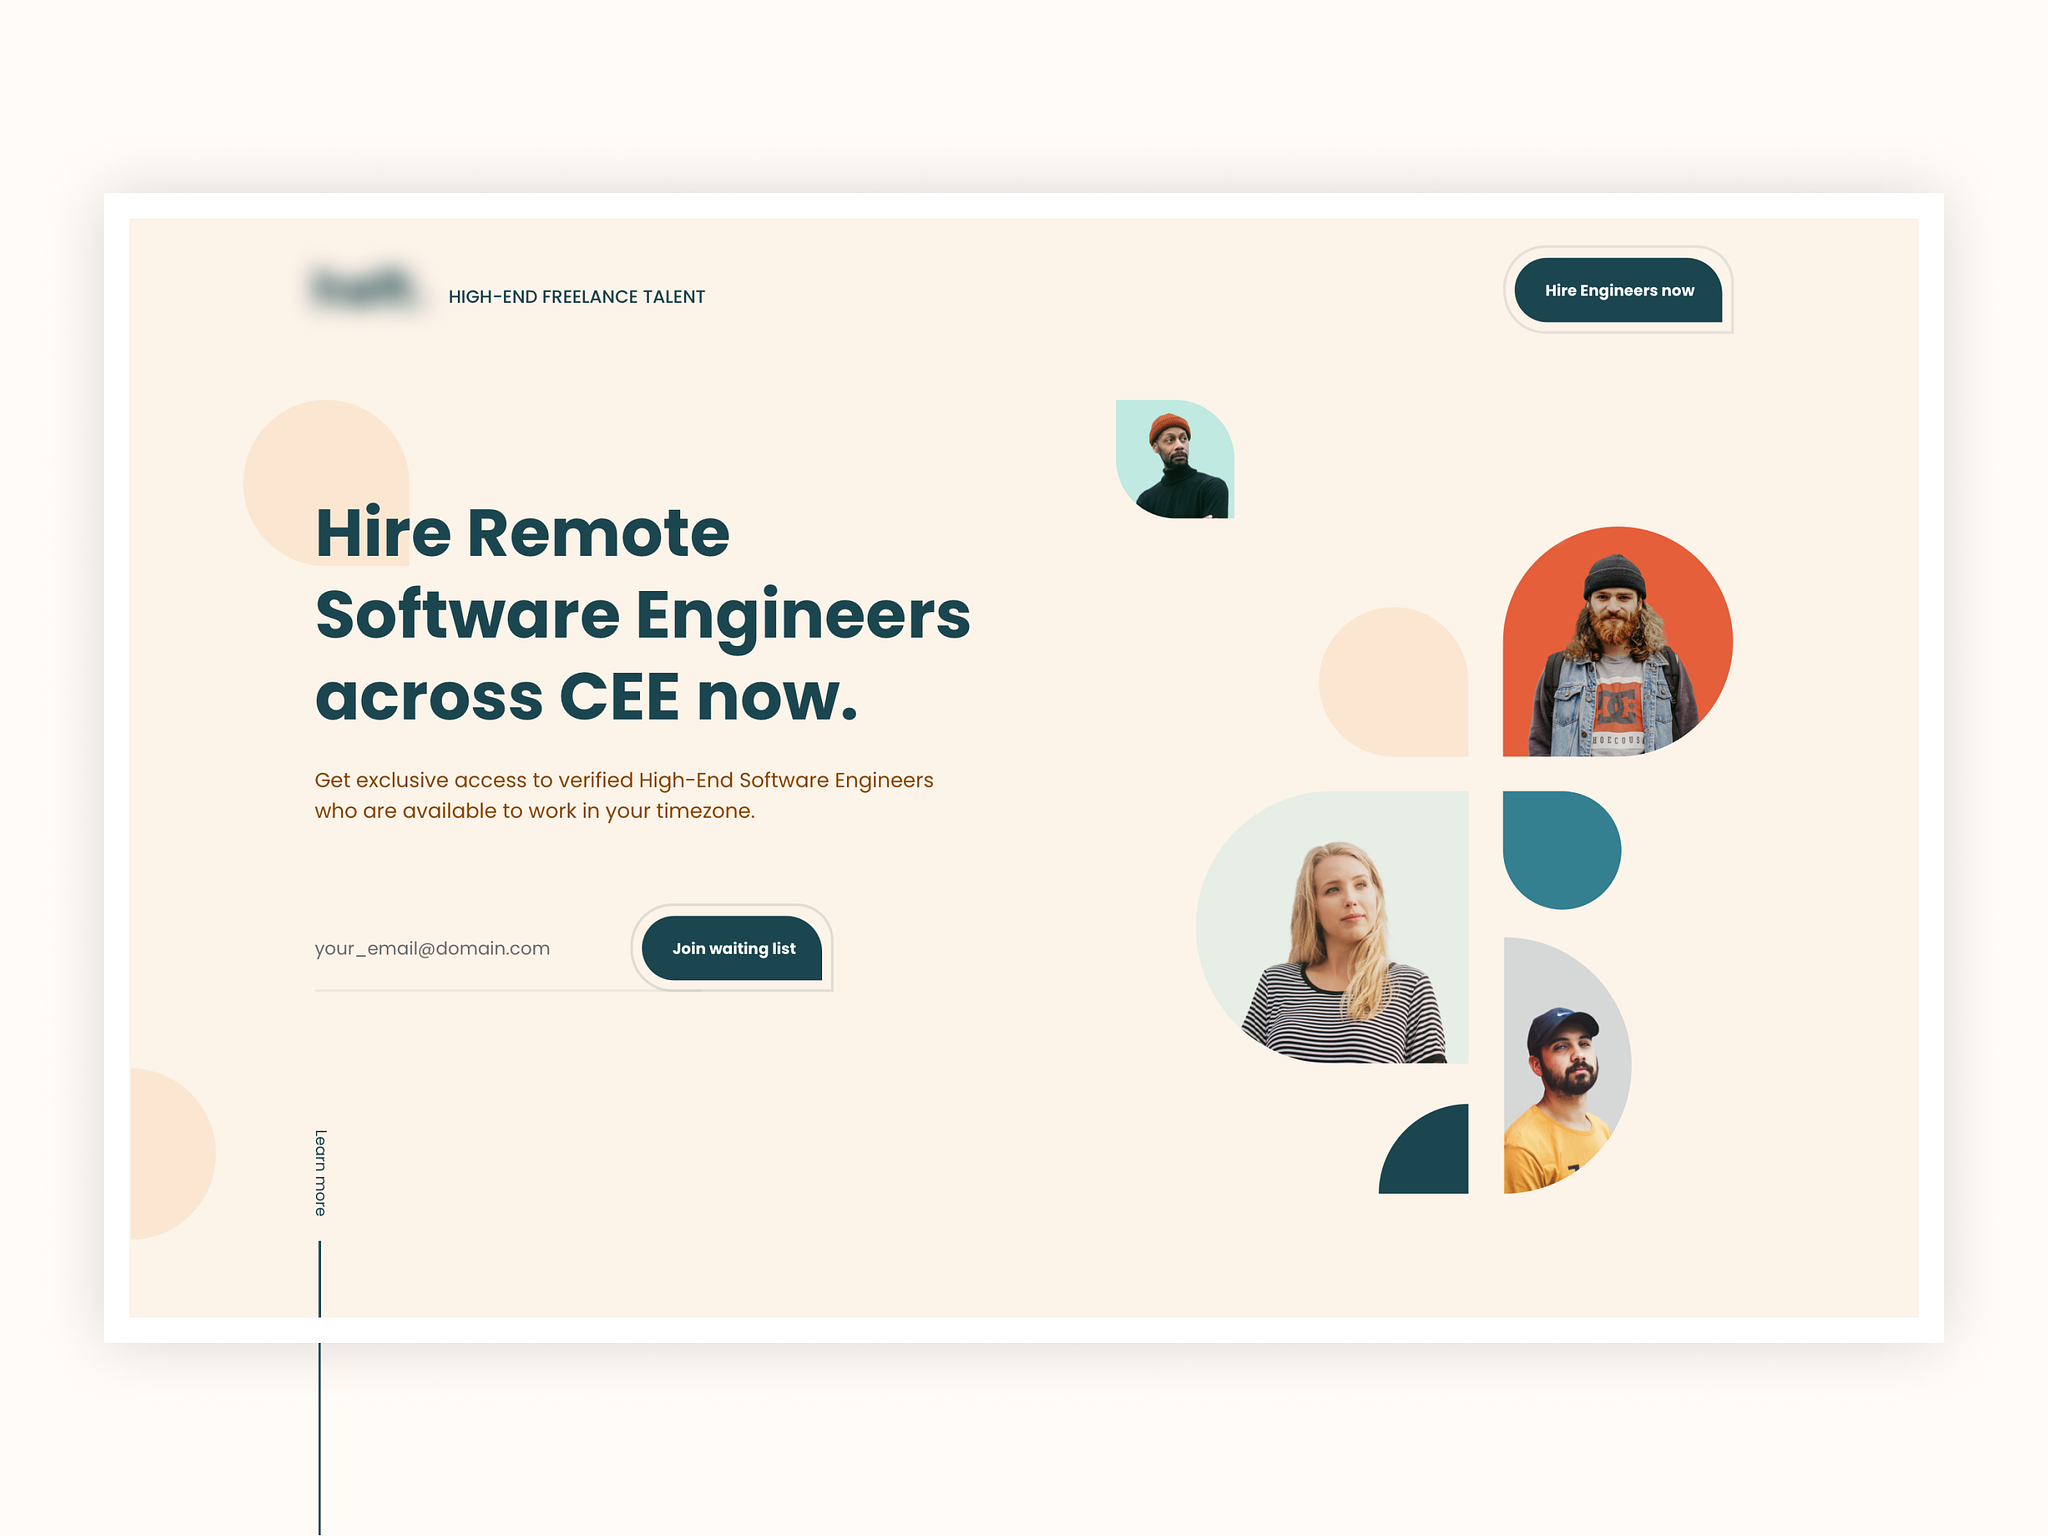 HIGH-END FREELANCE TALENT
Hire Engineers now
Hire Remote
Software Engineers
across CEE now.
Get exclusive access to verified High-End Software Engineers
who are available to work in your timezone.
your_email@domain.com
Join waiting list
Learn more